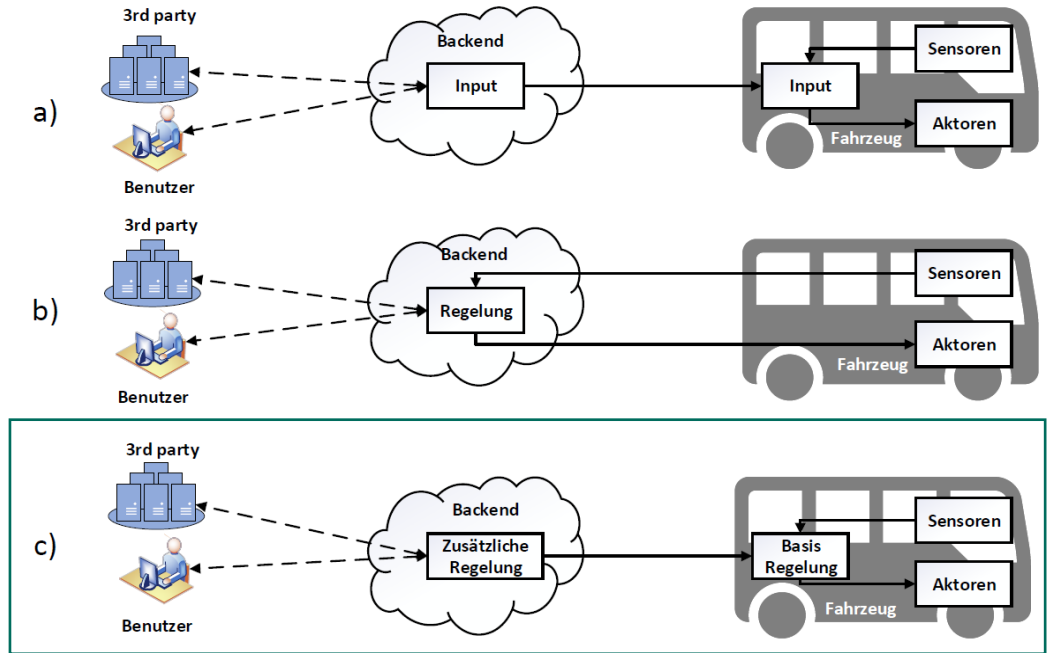 a)
3rd party
Benutzer
Backend
Input
Input
Sensoren
Aktoren
Fahrzeug
b)
3rd party
Benutzer
Backend
Regelung
Sensoren
Aktoren
Fahrzeug
c)
3rd party
Benutzer
Backend
Zusätzliche
Regelung
Basis
Regelung
Sensoren
Aktoren
Fahrzeug